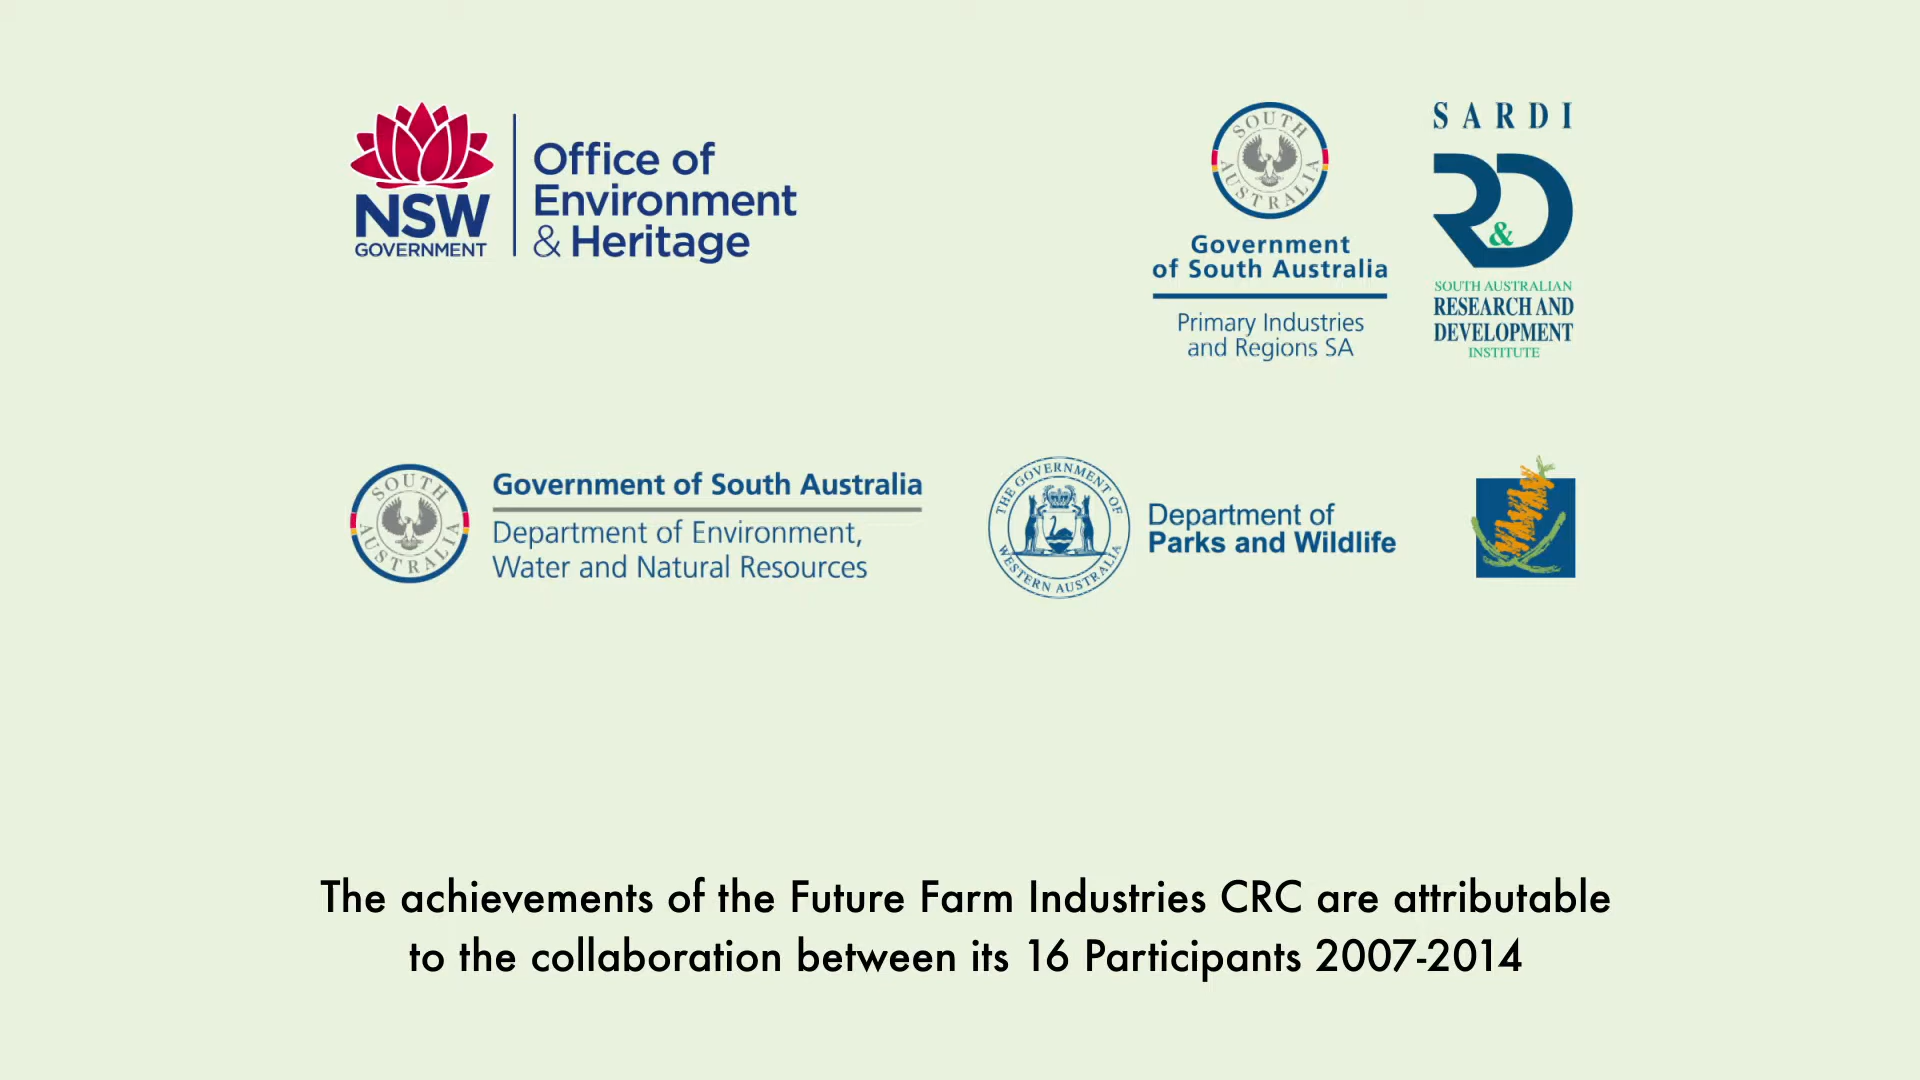 NSW
GOVERNMENT
Office of
Environment
& Heritage
SOUTH AUSTRALIA
Government
of South Australia
Primary Industries
and Regions SA
SARDI
R&D
SOUTH AUSTRALIAN
RESEARCH AND
DEVELOPMENT
INSTITUTE
SOUTH AUSTRALIA
Government of South Australia
Department of Environment,
Water and Natural Resources
THE GOVERNMENT OF
WESTERN AUSTRALIA
Department of
Parks and Wildlife
The achievements of the Future Farm Industries CRC are attributable
to the collaboration between its 16 Participants 2007-2014